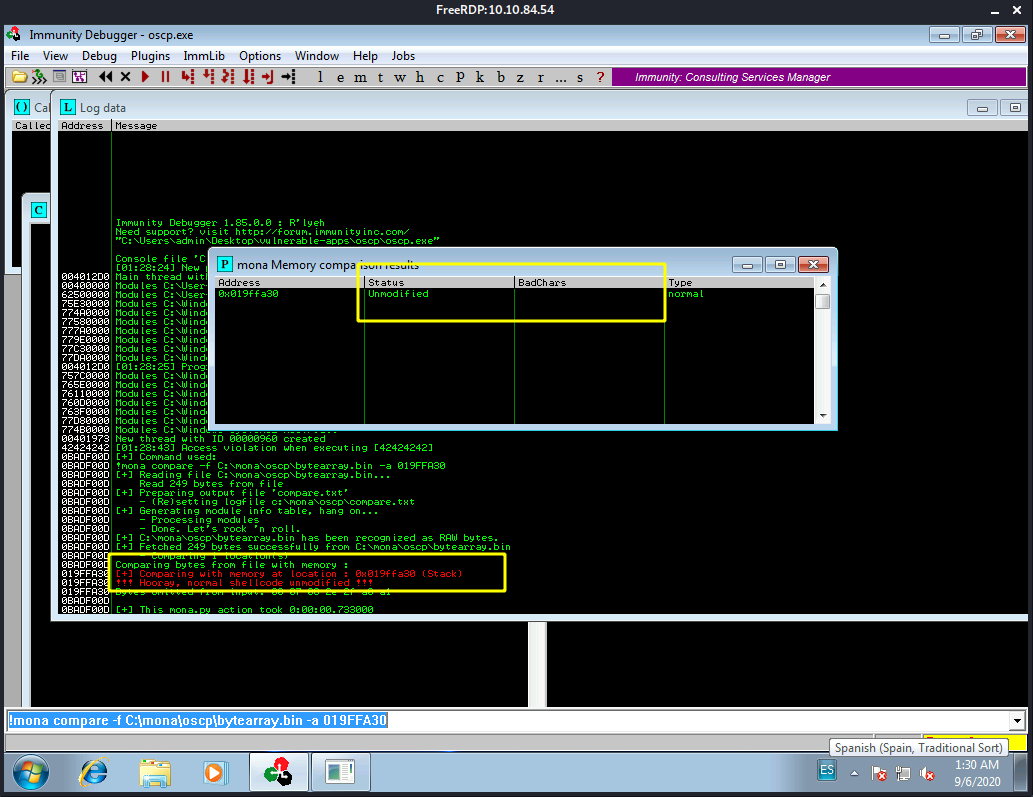 FreeRDP:10.10.84.54
Immunity Debugger - oscp.exe
File View Debug Plugins ImmLib Options Window Help Jobs
l e m t w h c P k b z r ... s ?
Immunity: Consulting Services Manager
Cal
Log data
Called
Address Message
Immunity Debugger 1.85.0.0 : R'lyeh
Need support? visit http://forum.immunityinc.com/
"C:\Users\admin\Desktop\vulnerable-apps\oscp\oscp.exe"
Console file 'C
[01:28:24] New
004012D0 Main thread wit
00400000 Modules C:\User
62500000 Modules C:\User
75E30000 Modules C:\Wind
774A0000 Modules C:\Wind
77580000 Modules C:\Wind
777A0000 Modules C:\Wind
779E0000 Modules C:\Wind
77C30000 Modules C:\Wind
77DA0000 Modules C:\Wind
004012D0 [01:28:25] Prog
757C0000 Modules C:\Wind
765E0000 Modules C:\Wind
76110000 Modules C:\Wind
760D0000 Modules C:\Wind
763F0000 Modules C:\Wind
77D80000 Modules C:\Wind
774B0000
00401973 New thread with ID 00000960 created
42424242 [01:28:43] Access violation when executing [42424242]
0BADF00D [+] Command used:
0BADF00D !mona compare -f C:\mona\oscp\bytearray.bin -a 019FFA30
0BADF00D [+] Reading file C:\mona\oscp\bytearray.bin...
0BADF00D Read 249 bytes from file
0BADF00D [+] Preparing output file 'compare.txt'
0BADF00D - (Re)setting logfile c:\mona\oscp\compare.txt
0BADF00D [+] Generating module info table, hang on...
0BADF00D - Processing modules
0BADF00D - Done. Let's rock 'n roll.
0BADF00D [+] C:\mona\oscp\bytearray.bin has been recognized as RAW bytes.
0BADF00D [+] Fetched 249 bytes successfully from C:\mona\oscp\bytearray.bin
0BADF00D - Comparing 1 location(s)
0BADF00D Comparing bytes from file with memory :
019FFA30 [+] Comparing with memory at location : 0x019ffa30 (Stack)
019FFA30 !!! Hooray, normal shellcode unmodified !!!
019FFA30 Bytes omitted from input:
0BADF00D
0BADF00D [+] This mona.py action took 0:00:00.733000
mona Memory comparison results
Address Status BadChars Type
0x019ffa30 Unmodified normal
!mona compare -f C:\mona\oscp\bytearray.bin -a 019FFA30
Spanish (Spain, Traditional Sort)
ES
1:30 AM
9/6/2020